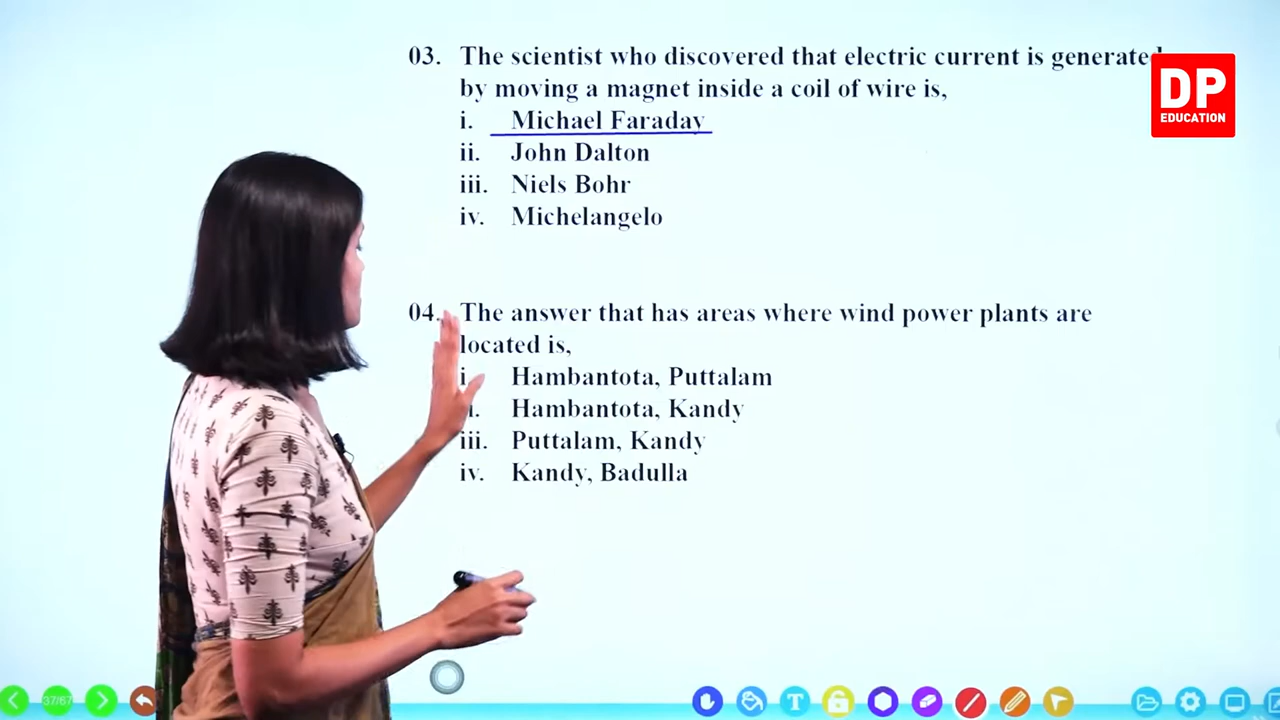 03. The scientist who discovered that electric current is generated
by moving a magnet inside a coil of wire is,
i. Michael Faraday
ii. John Dalton
iii. Niels Bohr
iv. Michelangelo
DP
EDUCATION
04. The answer that has areas where wind power plants are
located is,
i. Hambantota, Puttalam
Hambantota, Kandy
iii. Puttalam, Kandy
iv. Kandy, Badulla
37/67
T